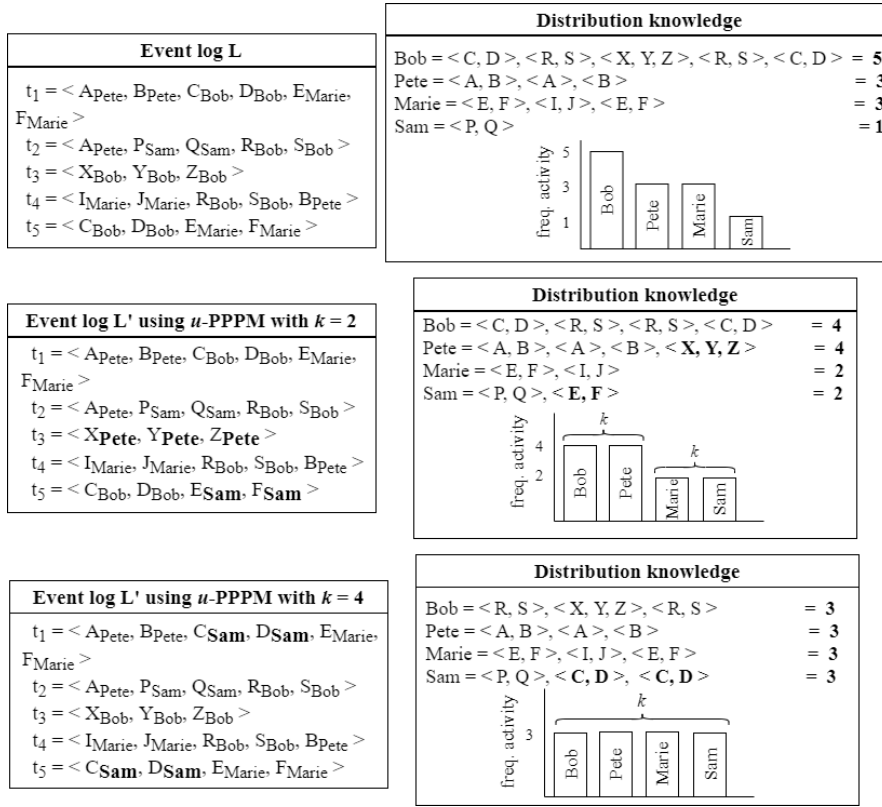 Event log L
t1 = < APete, BPete, CBob, DBob, EMarie,
FMarie >
t2 = < APete, PSam, QSam, RBob, SBob >
t3 = < XBob, YBob, ZBob >
t4 = < IMarie, JMarie, RBob, SBob, BPete >
t5 = < CBob, DBob, EMarie, FMarie >
Distribution knowledge
Bob = < C, D >, < R, S >, < X, Y, Z >, < R, S >, < C, D > = 5
Pete = < A, B >, < A >, < B > = 3
Marie = < E, F >, < I, J >, < E, F > = 3
Sam = < P, Q > = 1
freq. activity
5
3
1
Bob
Pete
Marie
Sam
Event log L' using u-PPPM with k = 2
t1 = < APete, BPete, CBob, DBob, EMarie,
FMarie >
t2 = < APete, PSam, QSam, RBob, SBob >
t3 = < XPete, YPete, ZPete >
t4 = < IMarie, JMarie, RBob, SBob, BPete >
t5 = < CBob, DBob, ESam, FSam >
Distribution knowledge
Bob = < C, D >, < R, S >, < R, S >, < C, D > = 4
Pete = < A, B >, < A >, < B >, < X, Y, Z > = 4
Marie = < E, F >, < I, J > = 2
Sam = < P, Q >, < E, F > = 2
freq. activity
4
2
k
k
Bob
Pete
Marie
Sam
Event log L' using u-PPPM with k = 4
t1 = < APete, BPete, CSam, DSam, EMarie,
FMarie >
t2 = < APete, PSam, QSam, RBob, SBob >
t3 = < XBob, YBob, ZBob >
t4 = < IMarie, JMarie, RBob, SBob, BPete >
t5 = < CSam, DSam, EMarie, FMarie >
Distribution knowledge
Bob = < R, S >, < X, Y, Z >, < R, S > = 3
Pete = < A, B >, < A >, < B > = 3
Marie = < E, F >, < I, J >, < E, F > = 3
Sam = < P, Q >, < C, D >, < C, D > = 3
freq. activity
3
k
Bob
Pete
Marie
Sam